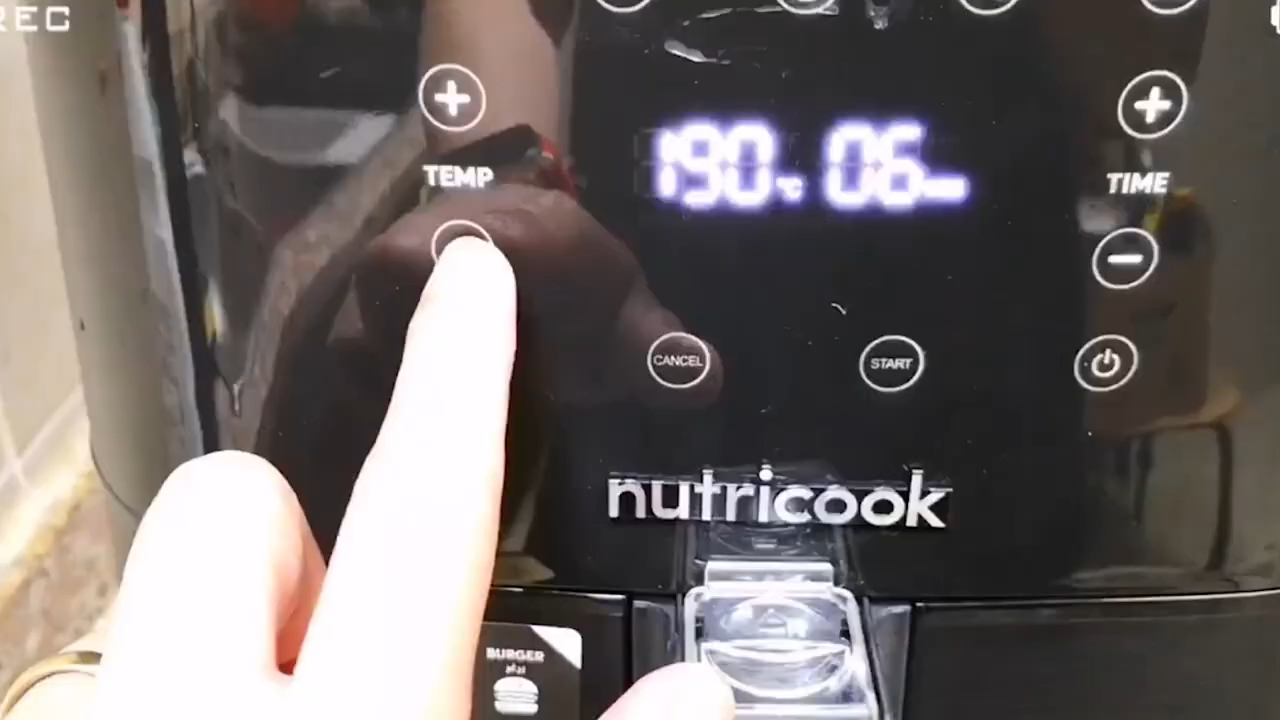 REC
190°C 06
TEMP
TIME
CANCEL
START
nutricook
BURGER